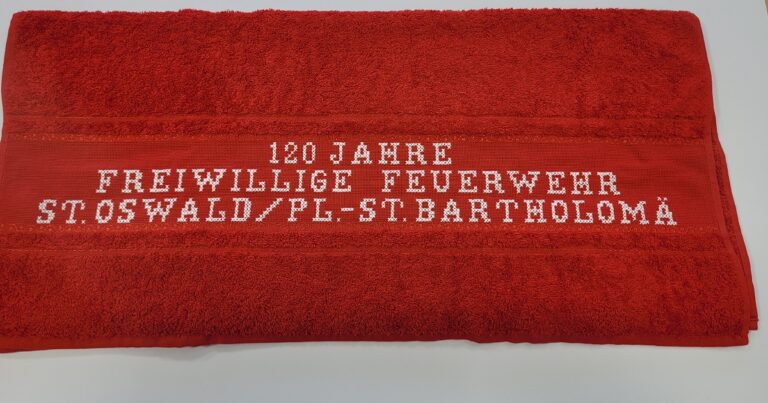 120 JAHRE
FREIWILLIGE FEUERWEHR
ST. OSWALD/PL.-ST. BARTHOLOMÄ